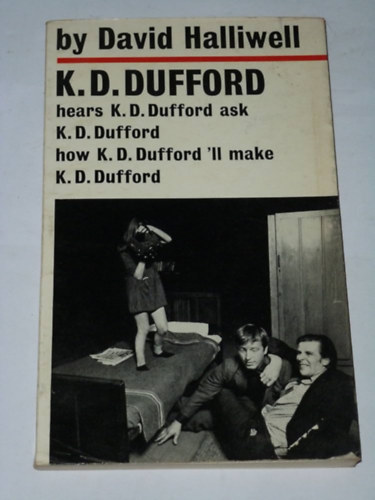 by David Halliwell
K.D.DUFFORD
hears K.D.Dufford ask
K.D.Dufford
how K.D.Dufford 'll make
K.D.Dufford